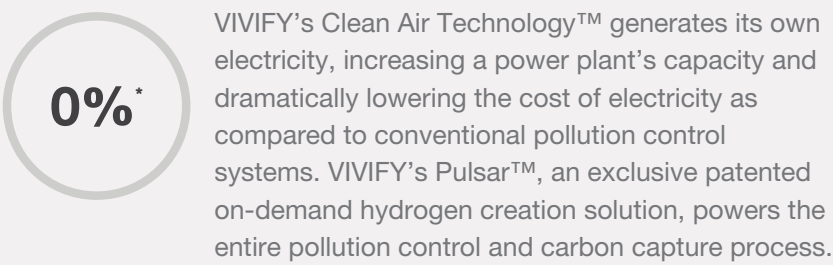 0%*
VIVIFY’s Clean Air Technology™ generates its own
electricity, increasing a power plant’s capacity and
dramatically lowering the cost of electricity as
compared to conventional pollution control
systems. VIVIFY’s Pulsar™, an exclusive patented
on-demand hydrogen creation solution, powers the
entire pollution control and carbon capture process.